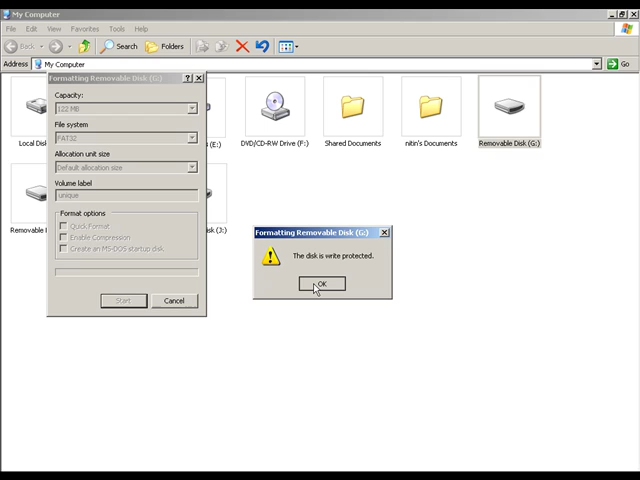 My Computer
File Edit View Favorites Tools Help
Back Search Folders
Address My Computer Go
Formatting Removable Disk (G:)
Capacity:
122 MB
File system
FAT32
Allocation unit size
Default allocation size
Volume label
unique
Format options
Quick Format
Enable Compression
Create an MS-DOS startup disk
Start Cancel
Local Disk
(E:)
DVD/CD-RW Drive (F:)
Shared Documents
nitin's Documents
Removable Disk (G:)
Disk (J:)
Formatting Removable Disk (G:)
The disk is write protected.
OK